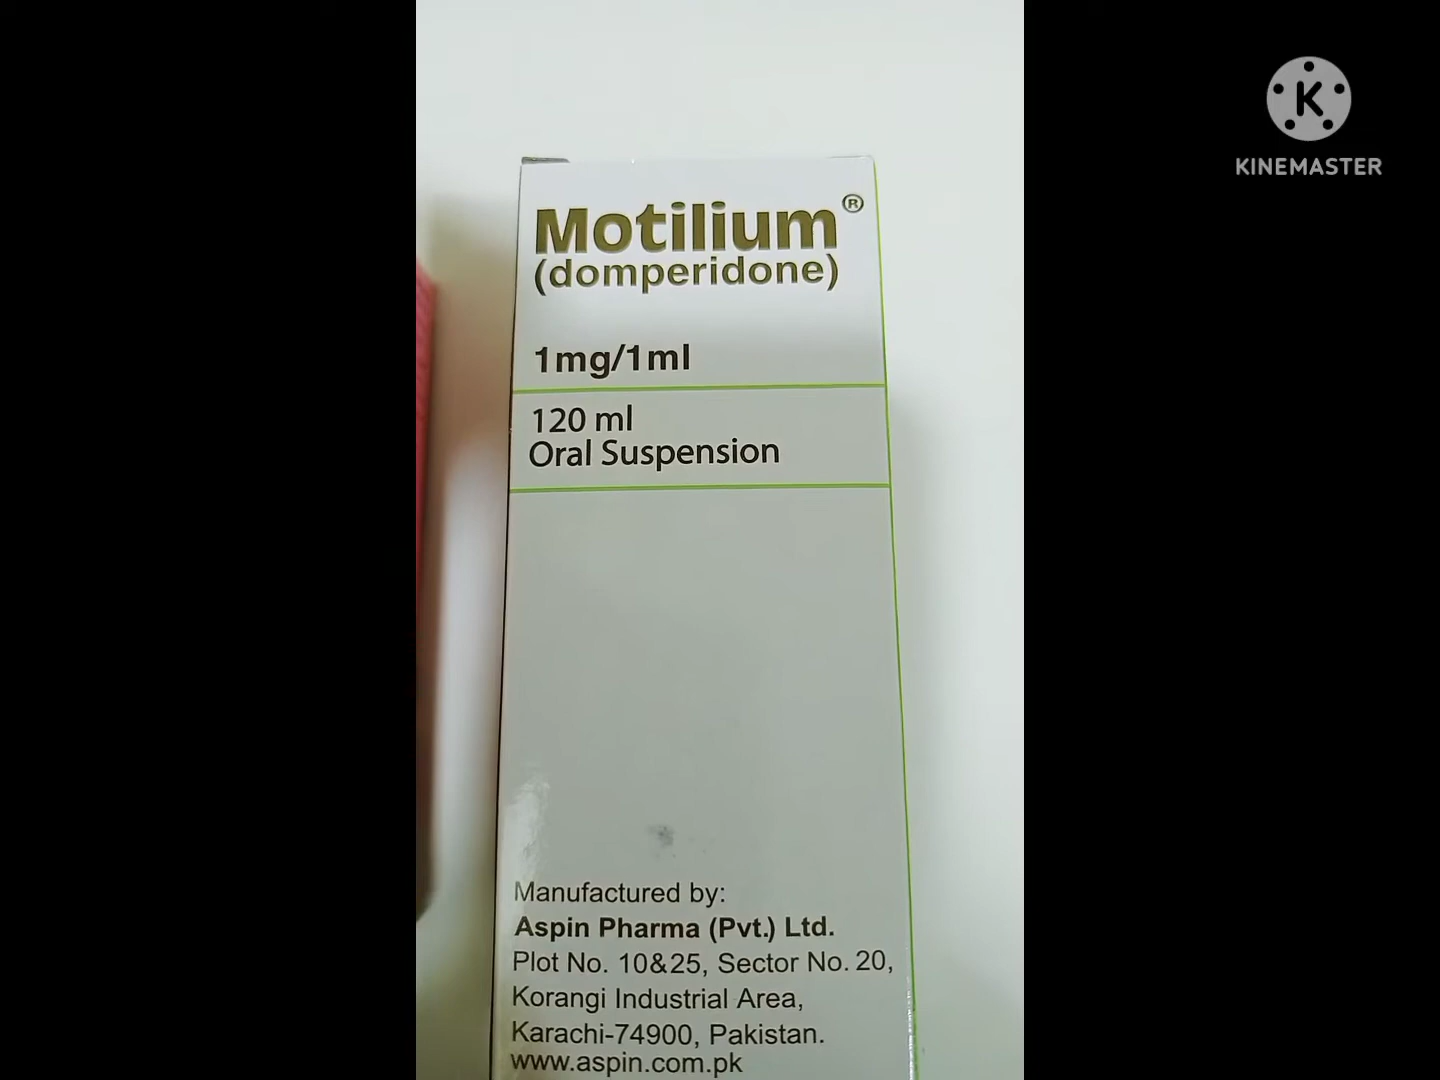 Motilium®
(domperidone)
1mg/1ml
120 ml
Oral Suspension
Manufactured by:
Aspin Pharma (Pvt.) Ltd.
Plot No. 10&25, Sector No. 20,
Korangi Industrial Area,
Karachi-74900, Pakistan.
www.aspin.com.pk
K
KINEMASTER